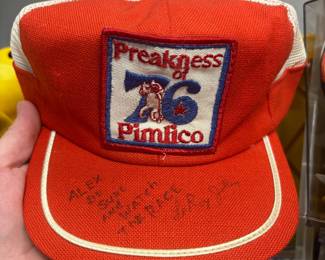 Preakness
of
76
Pimlico
ALEX
BE
SURE
AND WATCH
THE RACE